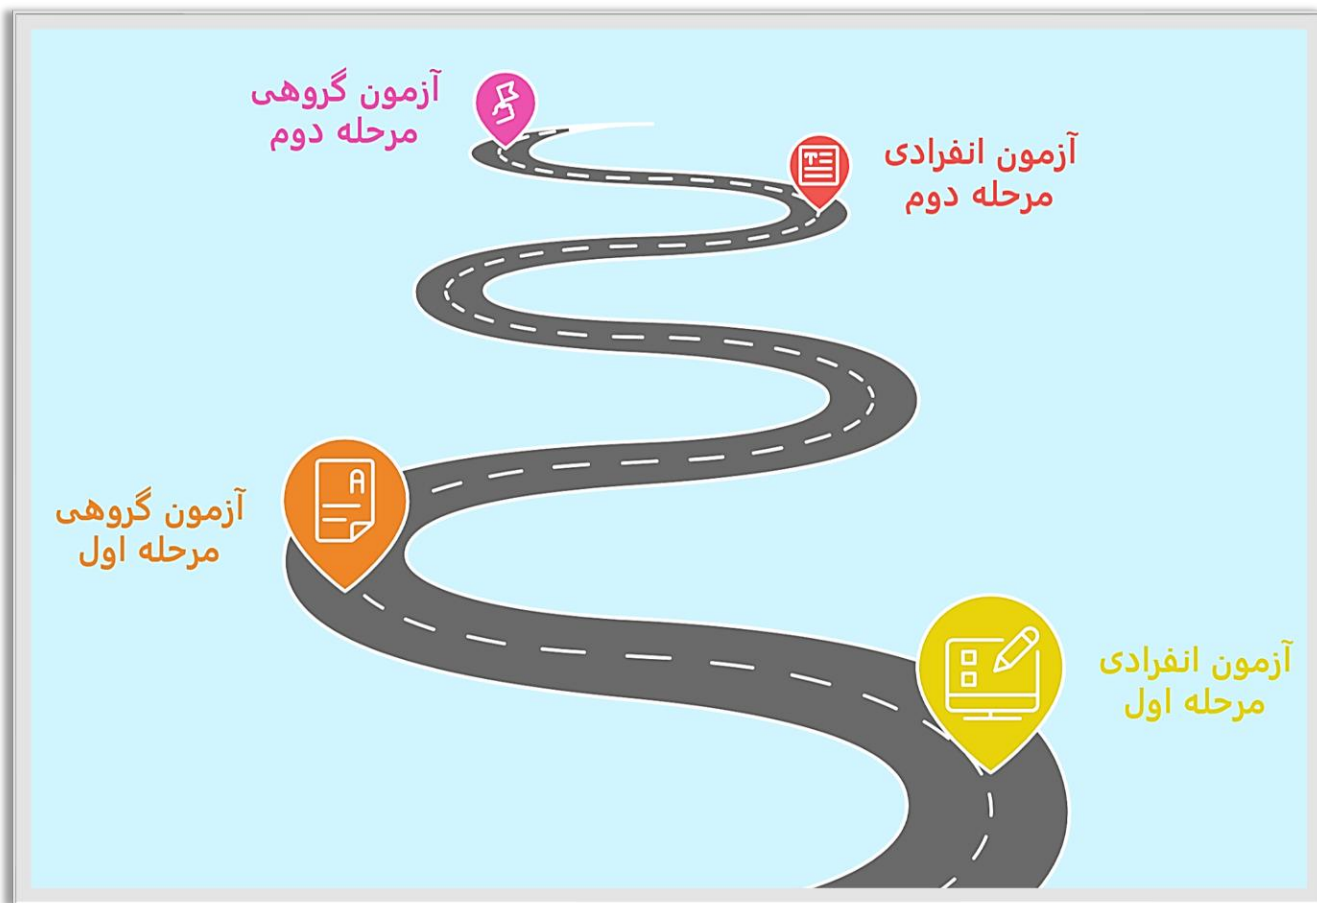 آزمون گروهی
مرحله دوم
آزمون انفرادی
مرحله دوم
آزمون گروهی
مرحله اول
آزمون انفرادی
مرحله اول